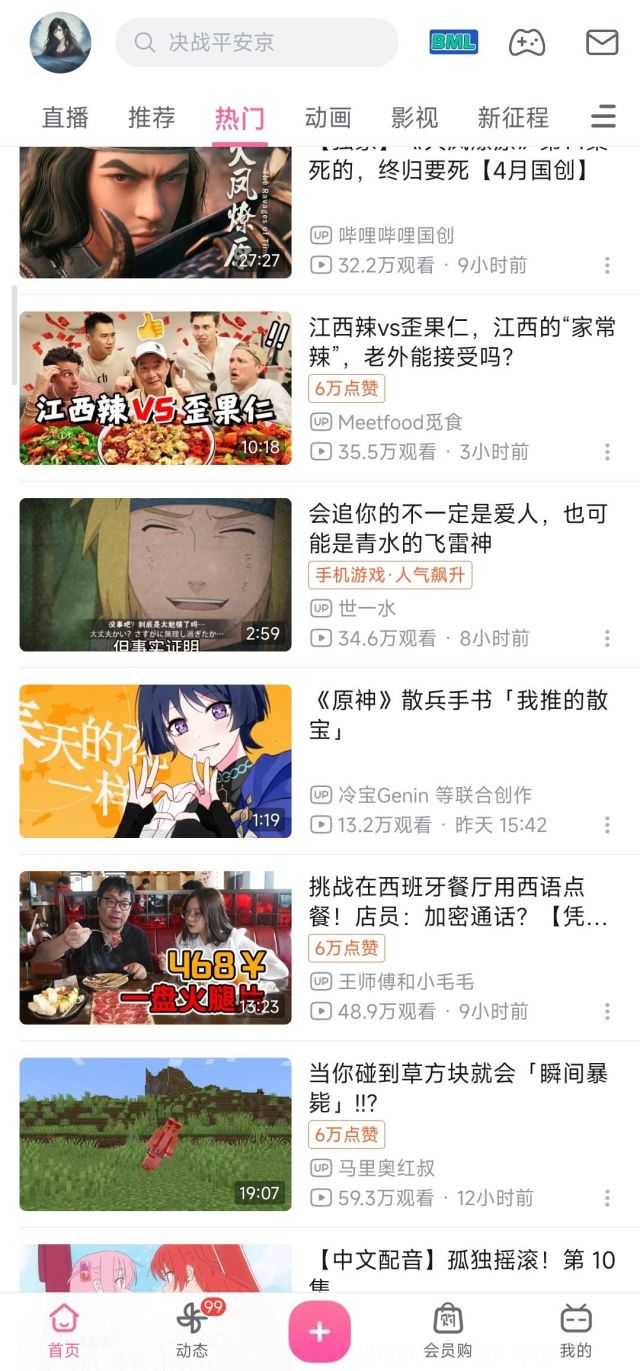 决战平安京
BML
直播 推荐 热门 动画 影视 新征程
火凤燎原
The Ravages of Time
27:27
死的，终归要死【4月国创】
UP 哔哩哔哩国创
32.2万观看 · 9小时前
江西辣VS歪果仁
10:18
江西辣vs歪果仁，江西的“家常
辣”，老外能接受吗？
6万点赞
UP Meetfood觅食
35.5万观看 · 3小时前
没事吧？到底是太勉强了吗…
大丈夫かい？さすがに無理し過ぎたか…
但事实证明
2:59
会追你的不一定是爱人，也可
能是青水的飞雷神
手机游戏·人气飙升
UP 世一水
34.6万观看 · 8小时前
春天的花
一样
1:19
《原神》散兵手书「我推的散
宝」
UP 冷宝Genin 等联合创作
13.2万观看 · 昨天 15:42
468￥
一盘火腿片
13:23
挑战在西班牙餐厅用西语点
餐！店员：加密通话？【凭...
6万点赞
UP 王师傅和小毛毛
48.9万观看 · 9小时前
19:07
当你碰到草方块就会「瞬间暴
毙」!!?
6万点赞
UP 马里奥红叔
59.3万观看 · 12小时前
【中文配音】孤独摇滚！第 10
集
99
首页 动态 会员购 我的